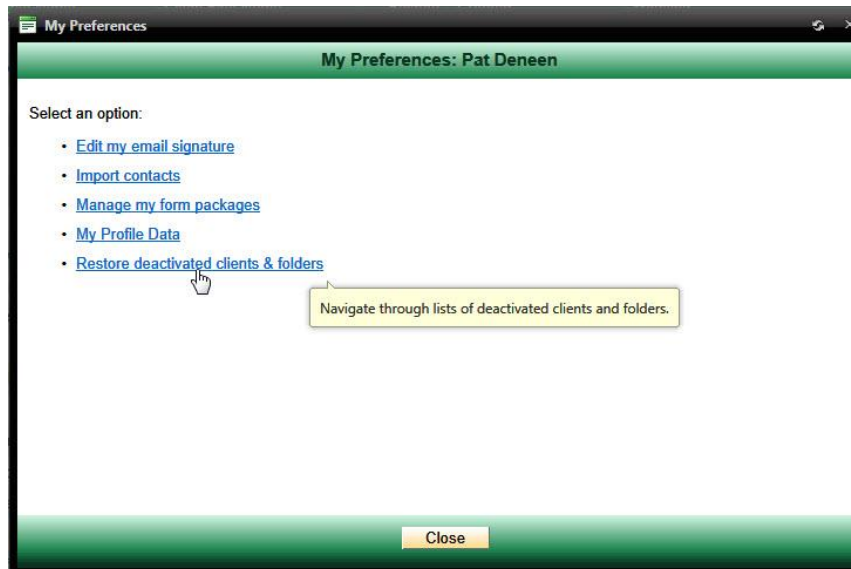 My Preferences
My Preferences: Pat Deneen
Select an option:
• Edit my email signature
• Import contacts
• Manage my form packages
• My Profile Data
• Restore deactivated clients & folders
Navigate through lists of deactivated clients and folders.
Close